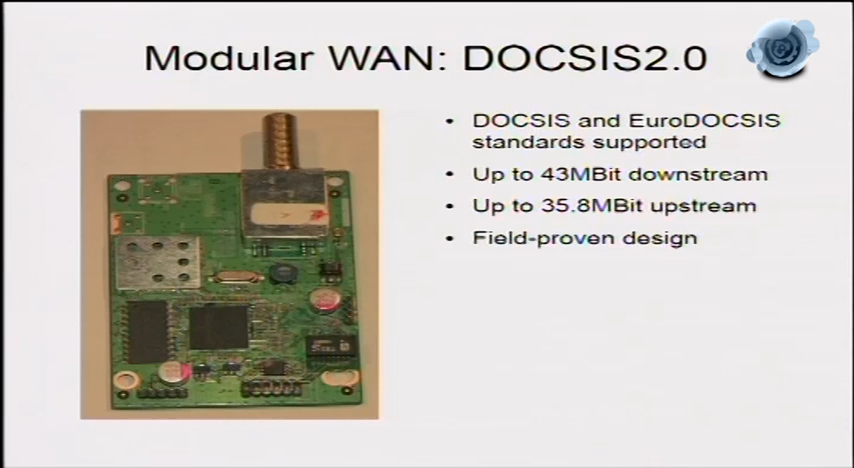 Modular WAN: DOCSIS2.0
• DOCSIS and EuroDOCSIS
standards supported
• Up to 43MBit downstream
• Up to 35.8MBit upstream
• Field-proven design